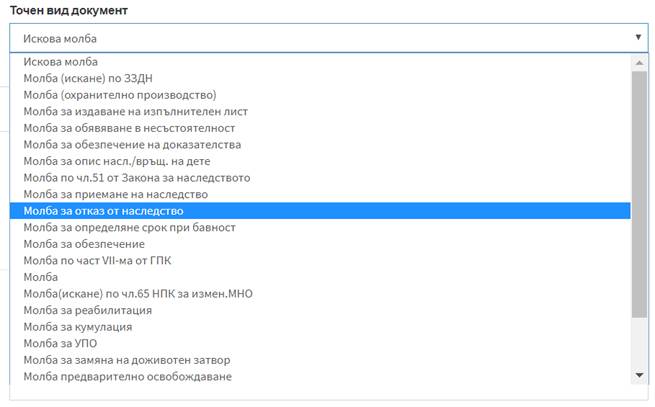 Точен вид документ
Искова молба
Искова молба
Молба (искане) по ЗЗДН
Молба (охранително производство)
Молба за издаване на изпълнителен лист
Молба за обявяване в несъстоятелност
Молба за обезпечение на доказателства
Молба за опис насл./връщ. на дете
Молба по чл.51 от Закона за наследството
Молба за приемане на наследство
Молба за отказ от наследство
Молба за определяне срок при бавност
Молба за обезпечение
Молба по част VII-ма от ГПК
Молба
Молба(искане) по чл.65 НПК за измен.МНО
Молба за реабилитация
Молба за кумулация
Молба за УПО
Молба за замяна на доживотен затвор
Молба предварително освобождаване